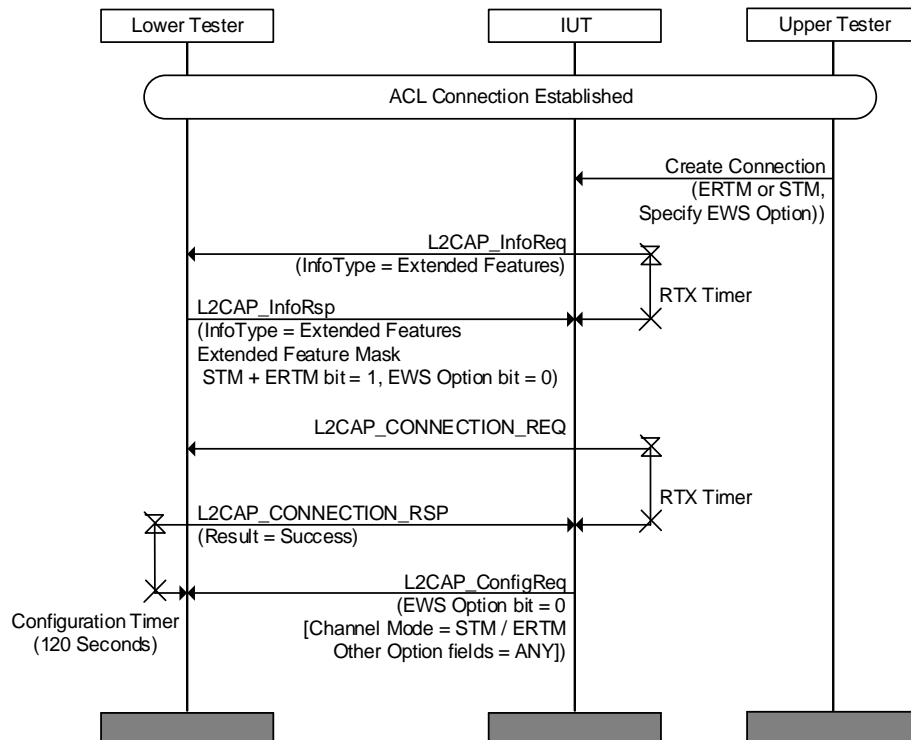 Lower Tester
IUT
Upper Tester
ACL Connection Established
Create Connection
(ERTM or STM,
Specify EWS Option))
L2CAP_InfoReq
(InfoType = Extended Features)
RTX Timer
L2CAP_InfoRsp
(InfoType = Extended Features
Extended Feature Mask
STM + ERTM bit = 1, EWS Option bit = 0)
L2CAP_CONNECTION_REQ
RTX Timer
L2CAP_CONNECTION_RSP
(Result = Success)
L2CAP_ConfigReq
(EWS Option bit = 0
[Channel Mode = STM / ERTM
Other Option fields = ANY])
Configuration Timer
(120 Seconds)